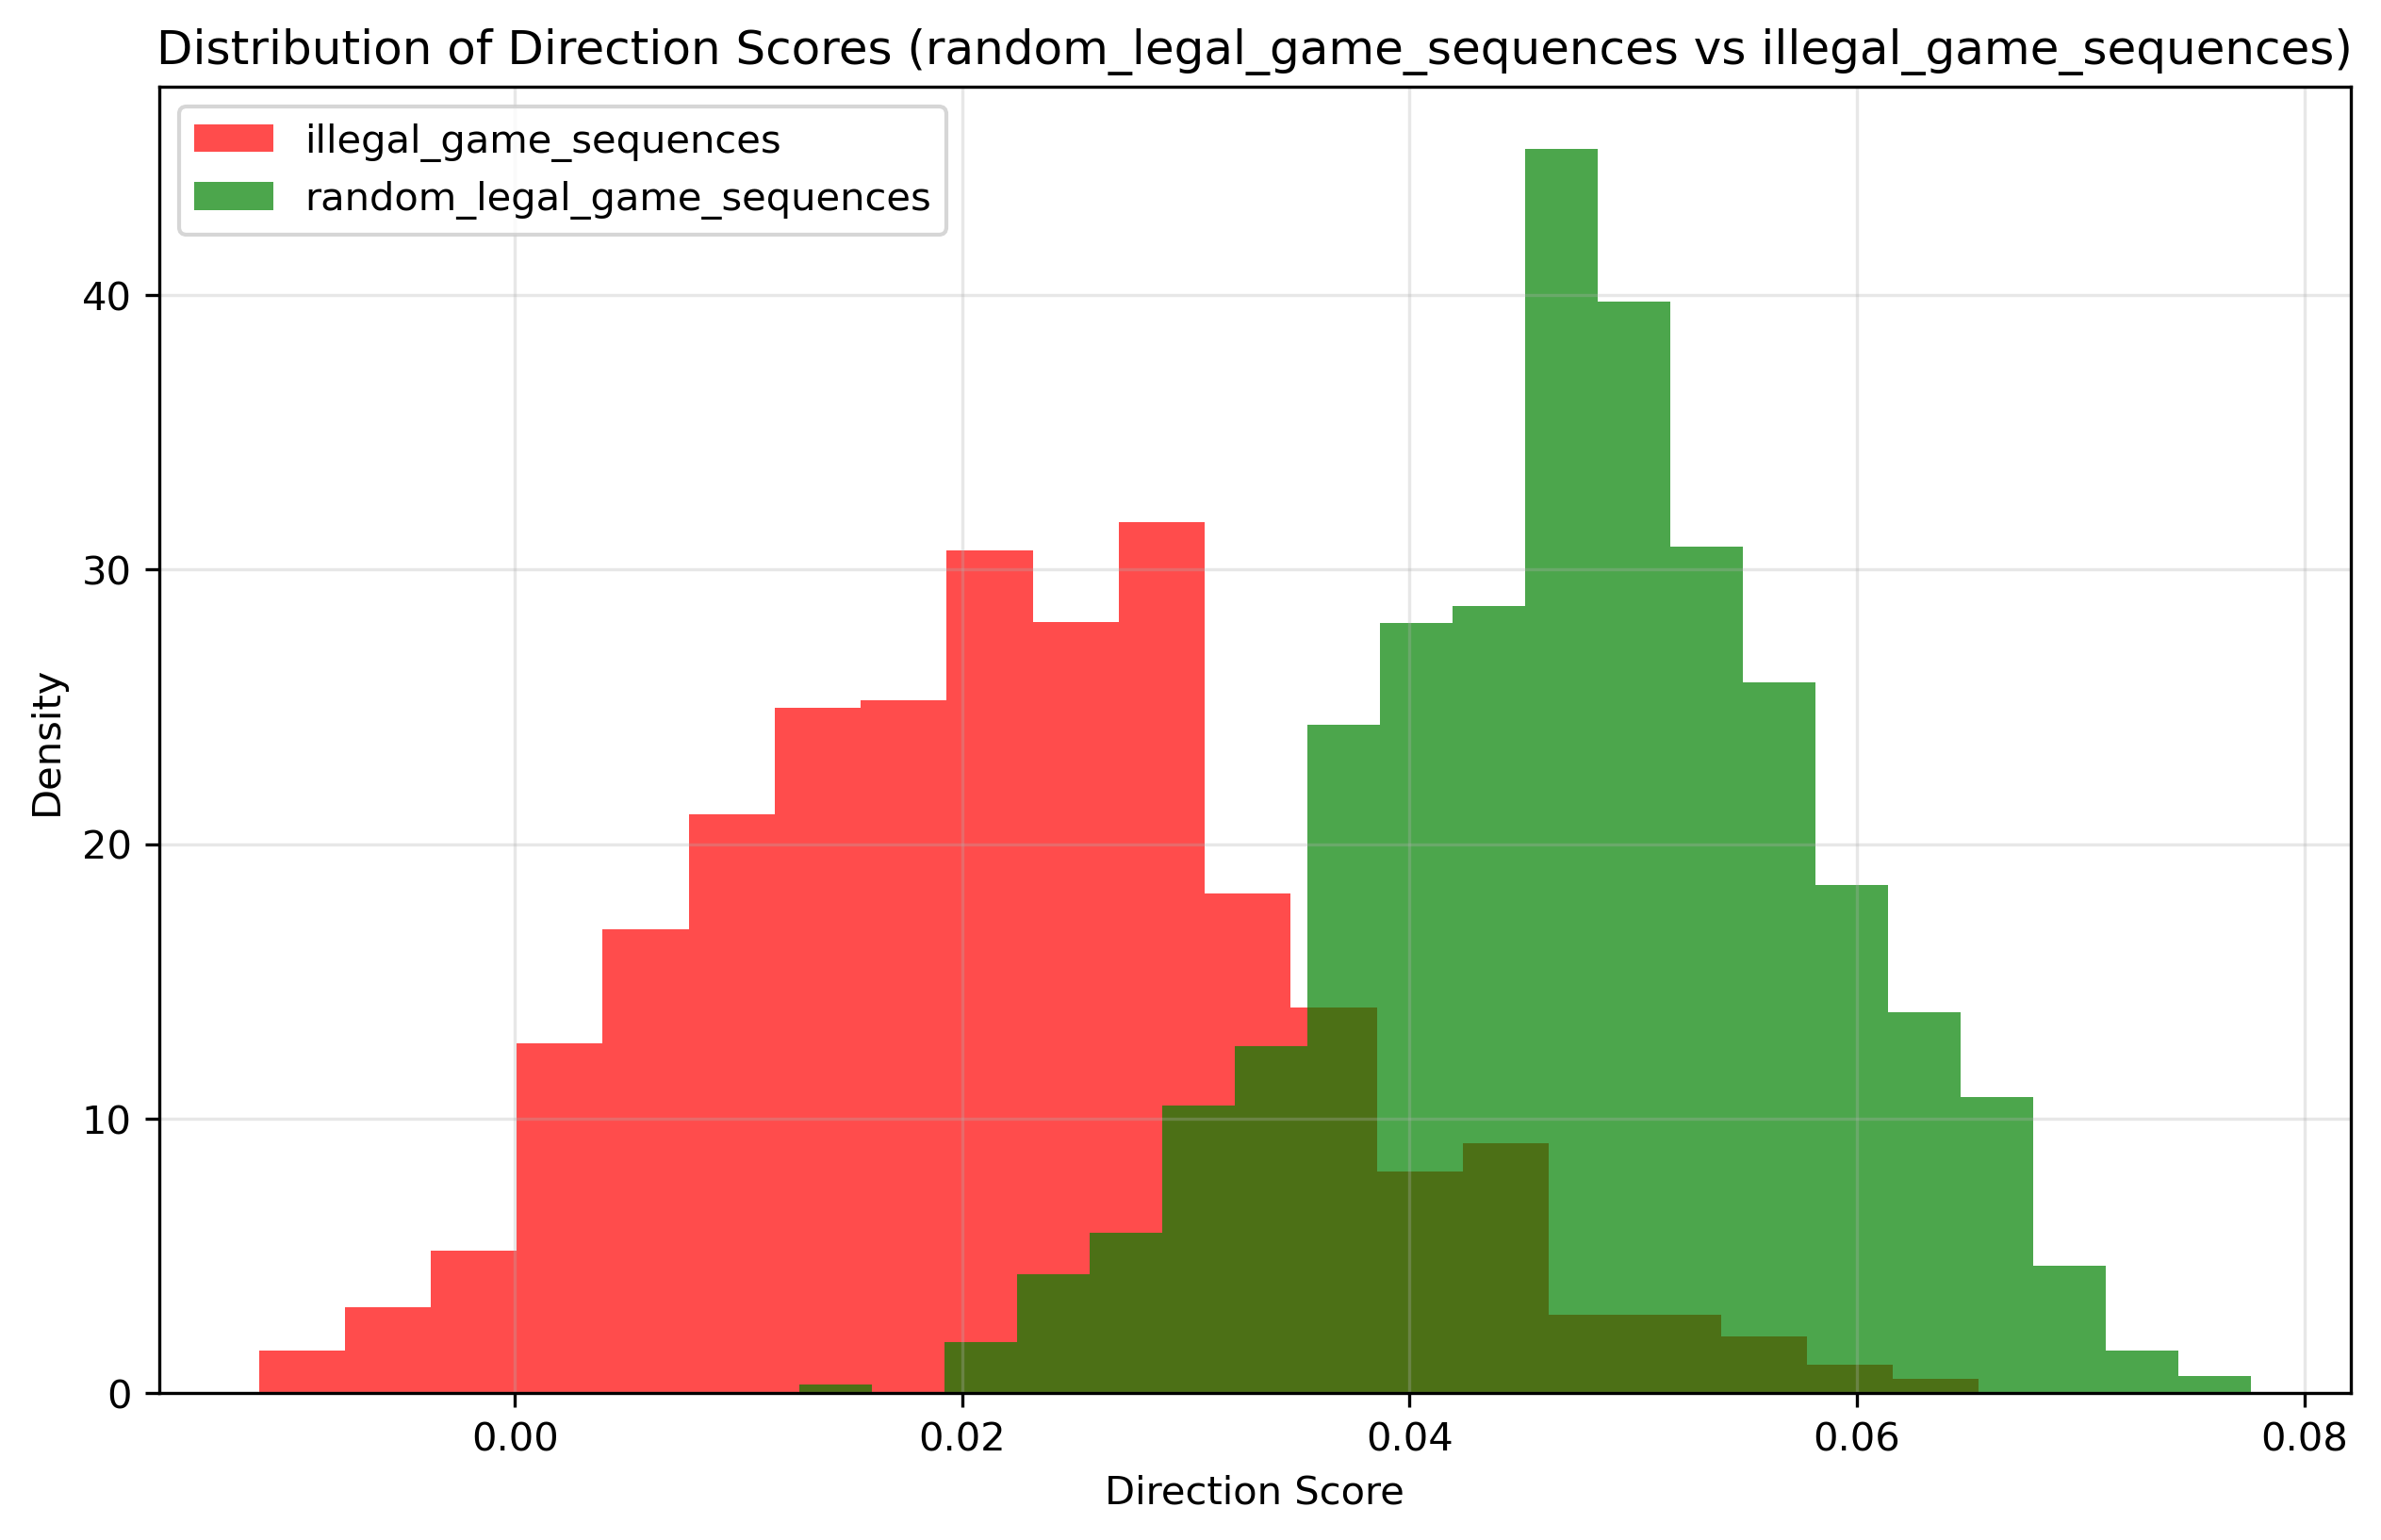 Distribution of Direction Scores (random_legal_game_sequences vs illegal_game_sequences)
illegal_game_sequences
random_legal_game_sequences
40
30
20
10
0
Density
0.00 0.02 0.04 0.06 0.08
Direction Score